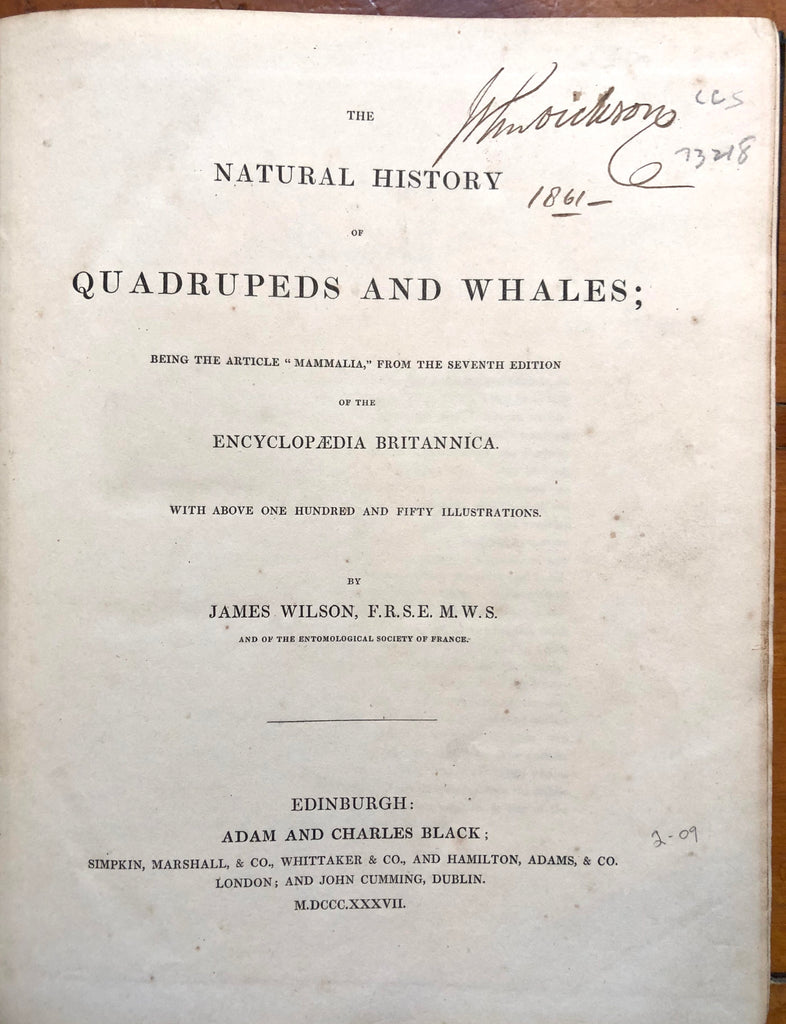 THE
NATURAL HISTORY
OF
QUADRUPEDS AND WHALES;
BEING THE ARTICLE “MAMMALIA,” FROM THE SEVENTH EDITION
OF THE
ENCYCLOPÆDIA BRITANNICA.
WITH ABOVE ONE HUNDRED AND FIFTY ILLUSTRATIONS.
BY
JAMES WILSON, F.R.S.E. M.W.S.
AND OF THE ENTOMOLOGICAL SOCIETY OF FRANCE.
EDINBURGH:
ADAM AND CHARLES BLACK;
SIMPKIN, MARSHALL, & CO., WHITTAKER & CO., AND HAMILTON, ADAMS, & CO.
LONDON; AND JOHN CUMMING, DUBLIN.
M.DCCC.XXXVII.
1861-
73218
2-09